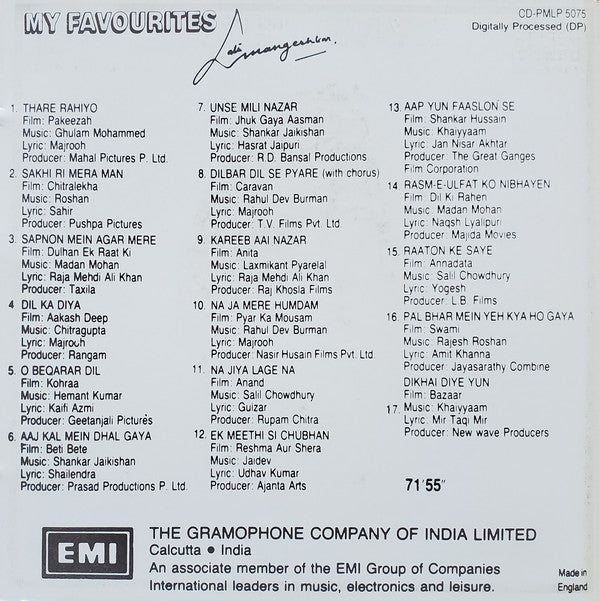 MY FAVOURITES
Lata Mangeshkar.
CD-PMLP 5075
Digitally Processed (DP)
1. THARE RAHIYO
Film: Pakeezah
Music: Ghulam Mohammed
Lyric: Majrooh
Producer: Mahal Pictures P. Ltd.
2. SAKHI RI MERA MAN
Film: Chitralekha
Music: Roshan
Lyric: Sahir
Producer: Pushpa Pictures
3. SAPNON MEIN AGAR MERE
Film: Dulhan Ek Raat Ki
Music: Madan Mohan
Lyric: Raja Mehdi Ali Khan
Producer: Taxila
4 DIL KA DIYA
Film: Aakash Deep
Music: Chitragupta
Lyric: Majrooh
Producer: Rangam
5. O BEQARAR DIL
Film: Kohraa
Music: Hemant Kumar
Lyric: Kaifi Azmi
Producer: Geetanjali Pictures
6. AAJ KAL MEIN DHAL GAYA
Film: Beti Bete
Music: Shankar Jaikishan
Lyric: Shailendra
Producer: Prasad Productions P. Ltd.
7. UNSE MILI NAZAR
Film: Jhuk Gaya Aasman
Music: Shankar Jaikishan
Lyric: Hasrat Jaipuri
Producer: R.D. Bansal Productions
8. DILBAR DIL SE PYARE (with chorus)
Film: Caravan
Music: Rahul Dev Burman
Lyric: Majrooh
Producer: T.V. Films Pvt. Ltd
9. KAREEB AAI NAZAR
Film: Anita
Music: Laxmikant Pyarelal
Lyric: Raja Mehdi Ali Khan
Producer: Raj Khosla Films
10. NA JA MERE HUMDAM
Film: Pyar Ka Mousam
Music: Rahul Dev Burman
Lyric: Majrooh
Producer: Nasir Husain Films Pvt. Ltd.
11. NA JIYA LAGE NA
Film: Anand
Music: Salil Chowdhury
Lyric: Gulzar
Producer: Rupam Chitra
12. EK MEETHI SI CHUBHAN
Film: Reshma Aur Shera
Music: Jaidev
Lyric: Udhav Kumar
Producer: Ajanta Arts
13. AAP YUN FAASLON SE
Film: Shankar Hussain
Music: Khaiyyaam
Lyric: Jan Nisar Akhtar
Producer: The Great Ganges
Film Corporation
14 RASM-E-ULFAT KO NIBHAYEN
Film: Dil Ki Rahen
Music: Madan Mohan
Lyric: Naqsh Lyalipuri
Producer: Majida Movies
15. RAATON KE SAYE
Film: Annadata
Music: Salil Chowdhury
Lyric: Yogesh
Producer: L.B. Films
16. PAL BHAR MEIN YEH KYA HO GAYA
Film: Swami
Music: Rajesh Roshan
Lyric: Amit Khanna
Producer: Jayasarathy Combine
DIKHAI DIYE YUN
Film: Bazaar
17. Music: Khaiyyaam
Lyric: Mir Taqi Mir
Producer: New wave Producers
71'55"
EMI
THE GRAMOPHONE COMPANY OF INDIA LIMITED
Calcutta • India
An associate member of the EMI Group of Companies
International leaders in music, electronics and leisure.
Made in
England